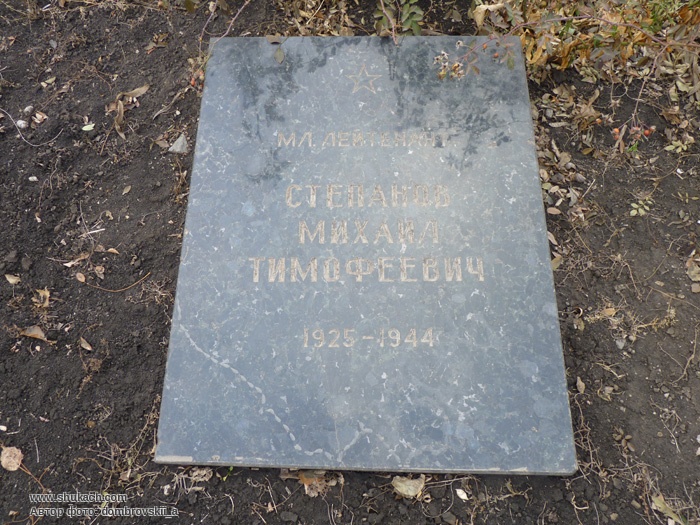 МЛ. ЛЕЙТЕНАНТ
СТЕПАНОВ
МИХАИЛ
ТИМОФЕЕВИЧ
1925-1944
www.shukach.com
Автор фото: dombrovskii_a